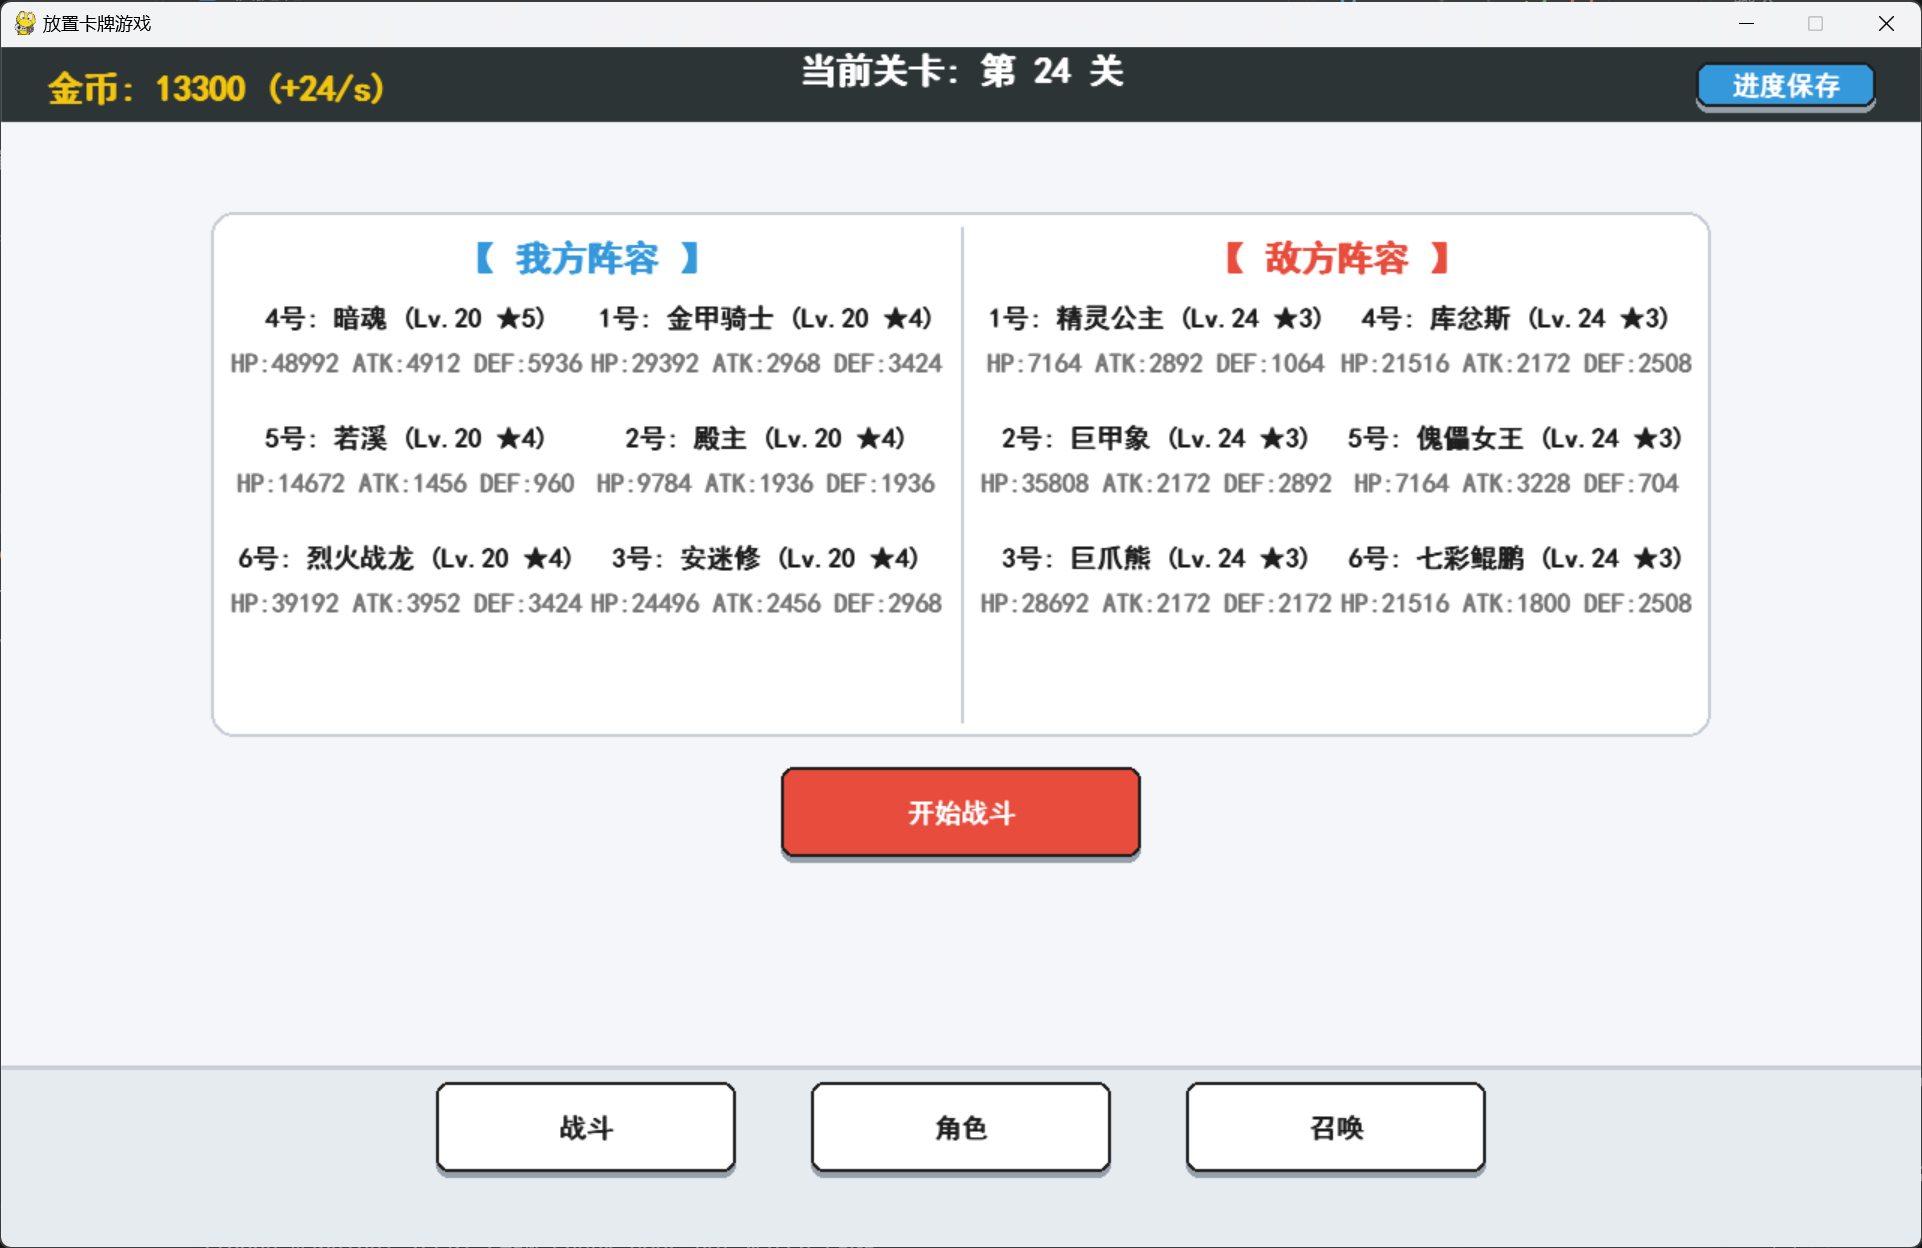 放置卡牌游戏
金币: 13300 (+24/s)
当前关卡: 第 24 关
进度保存
【 我方阵容 】
4号: 暗魂 (Lv.20 ★5)
HP:48992 ATK:4912 DEF:5936
1号: 金甲骑士 (Lv.20 ★4)
HP:29392 ATK:2968 DEF:3424
5号: 若溪 (Lv.20 ★4)
HP:14672 ATK:1456 DEF:960
2号: 殿主 (Lv.20 ★4)
HP:9784 ATK:1936 DEF:1936
6号: 烈火战龙 (Lv.20 ★4)
HP:39192 ATK:3952 DEF:3424
3号: 安迷修 (Lv.20 ★4)
HP:24496 ATK:2456 DEF:2968
【 敌方阵容 】
1号: 精灵公主 (Lv.24 ★3)
HP:7164 ATK:2892 DEF:1064
4号: 库忿斯 (Lv.24 ★3)
HP:21516 ATK:2172 DEF:2508
2号: 巨甲象 (Lv.24 ★3)
HP:35808 ATK:2172 DEF:2892
5号: 傀儡女王 (Lv.24 ★3)
HP:7164 ATK:3228 DEF:704
3号: 巨爪熊 (Lv.24 ★3)
HP:28692 ATK:2172 DEF:2172
6号: 七彩鲲鹏 (Lv.24 ★3)
HP:21516 ATK:1800 DEF:2508
开始战斗
战斗
角色
召唤